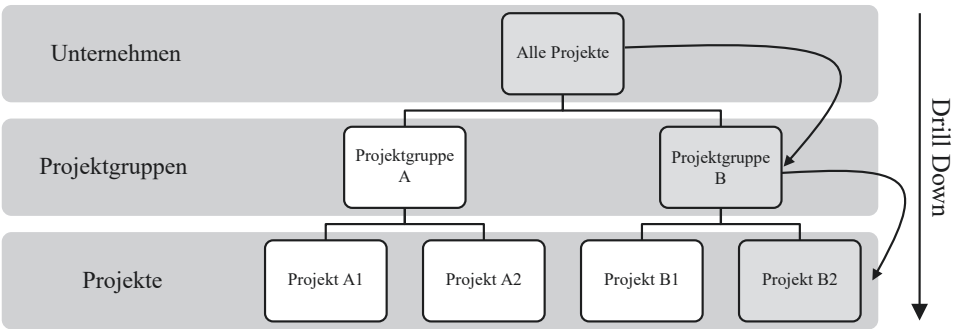 Unternehmen
Alle Projekte
Projektgruppen
Projektgruppe
A
Projektgruppe
B
Projekte
Projekt A1
Projekt A2
Projekt B1
Projekt B2
Drill Down